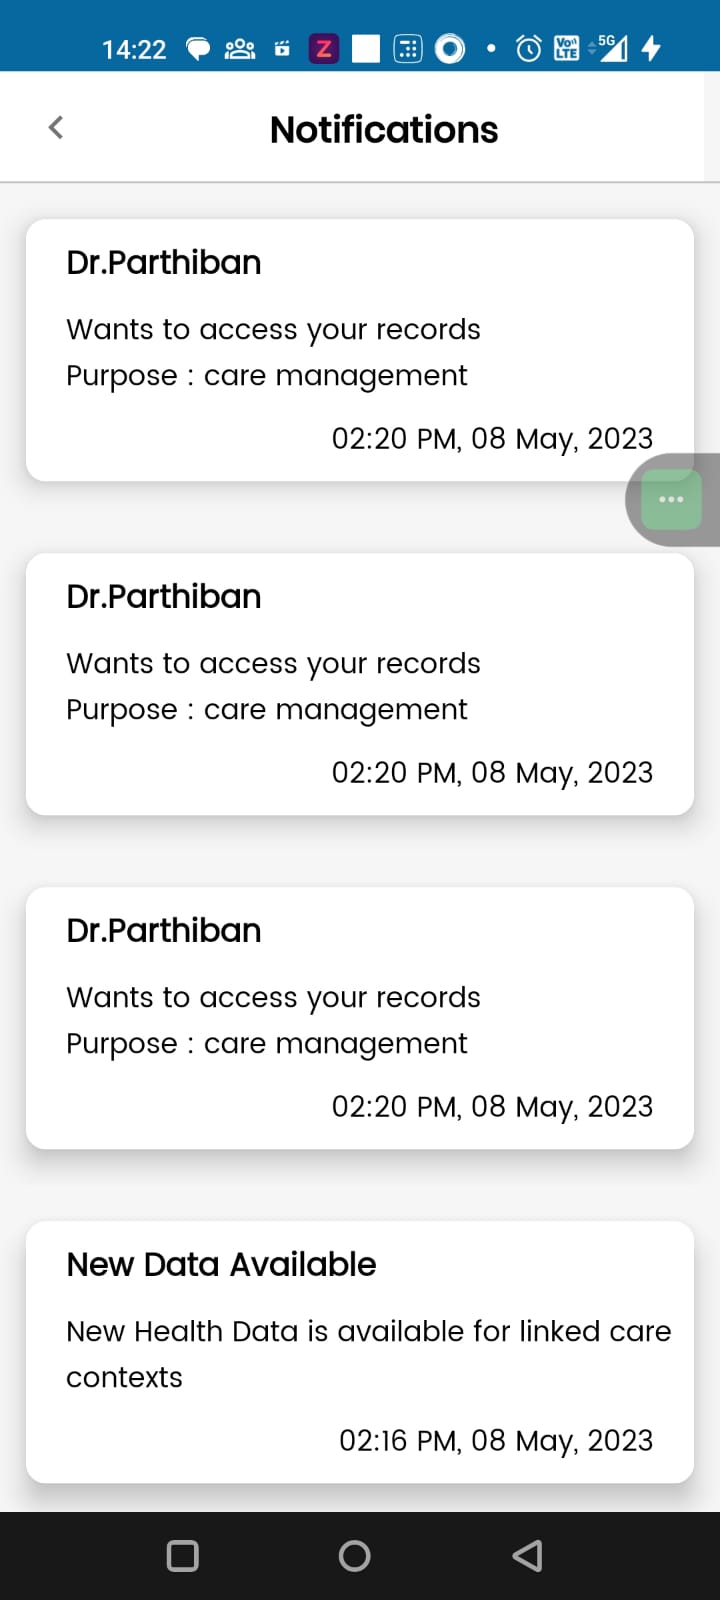 14:22 Z Vo)) LTE 5G
Notifications
Dr.Parthiban
Wants to access your records
Purpose : care management
02:20 PM, 08 May, 2023
Dr.Parthiban
Wants to access your records
Purpose : care management
02:20 PM, 08 May, 2023
Dr.Parthiban
Wants to access your records
Purpose : care management
02:20 PM, 08 May, 2023
New Data Available
New Health Data is available for linked care
contexts
02:16 PM, 08 May, 2023